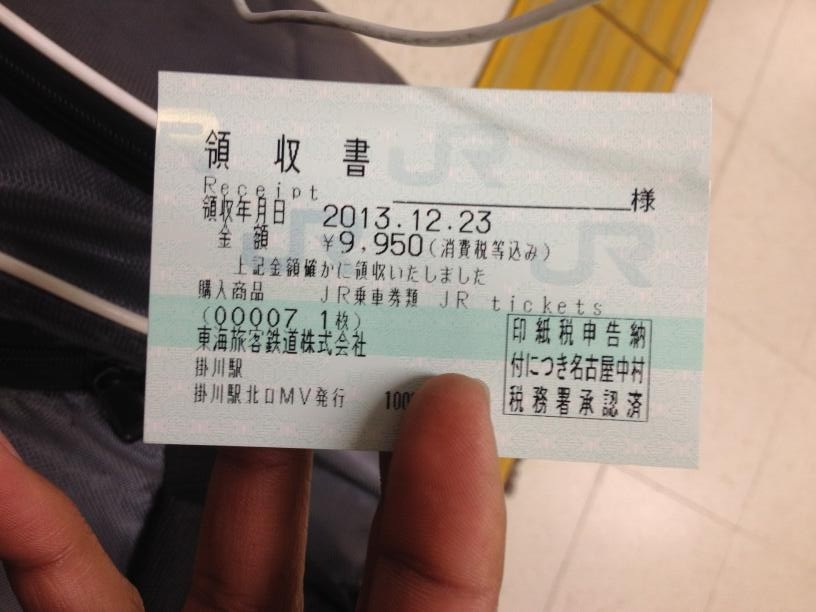 領収書
Receipt
様
領収年月日 2013.12.23
金額 ¥9,950(消費税等込み)
上記金額確かに領収いたしました
購入商品 JR乗車券類 JR tickets
(00007 1枚)
東海旅客鉄道株式会社
掛川駅
掛川駅北口MV発行
印紙税申告納
付につき名古屋中村
税務署承認済
JR
JR
JR